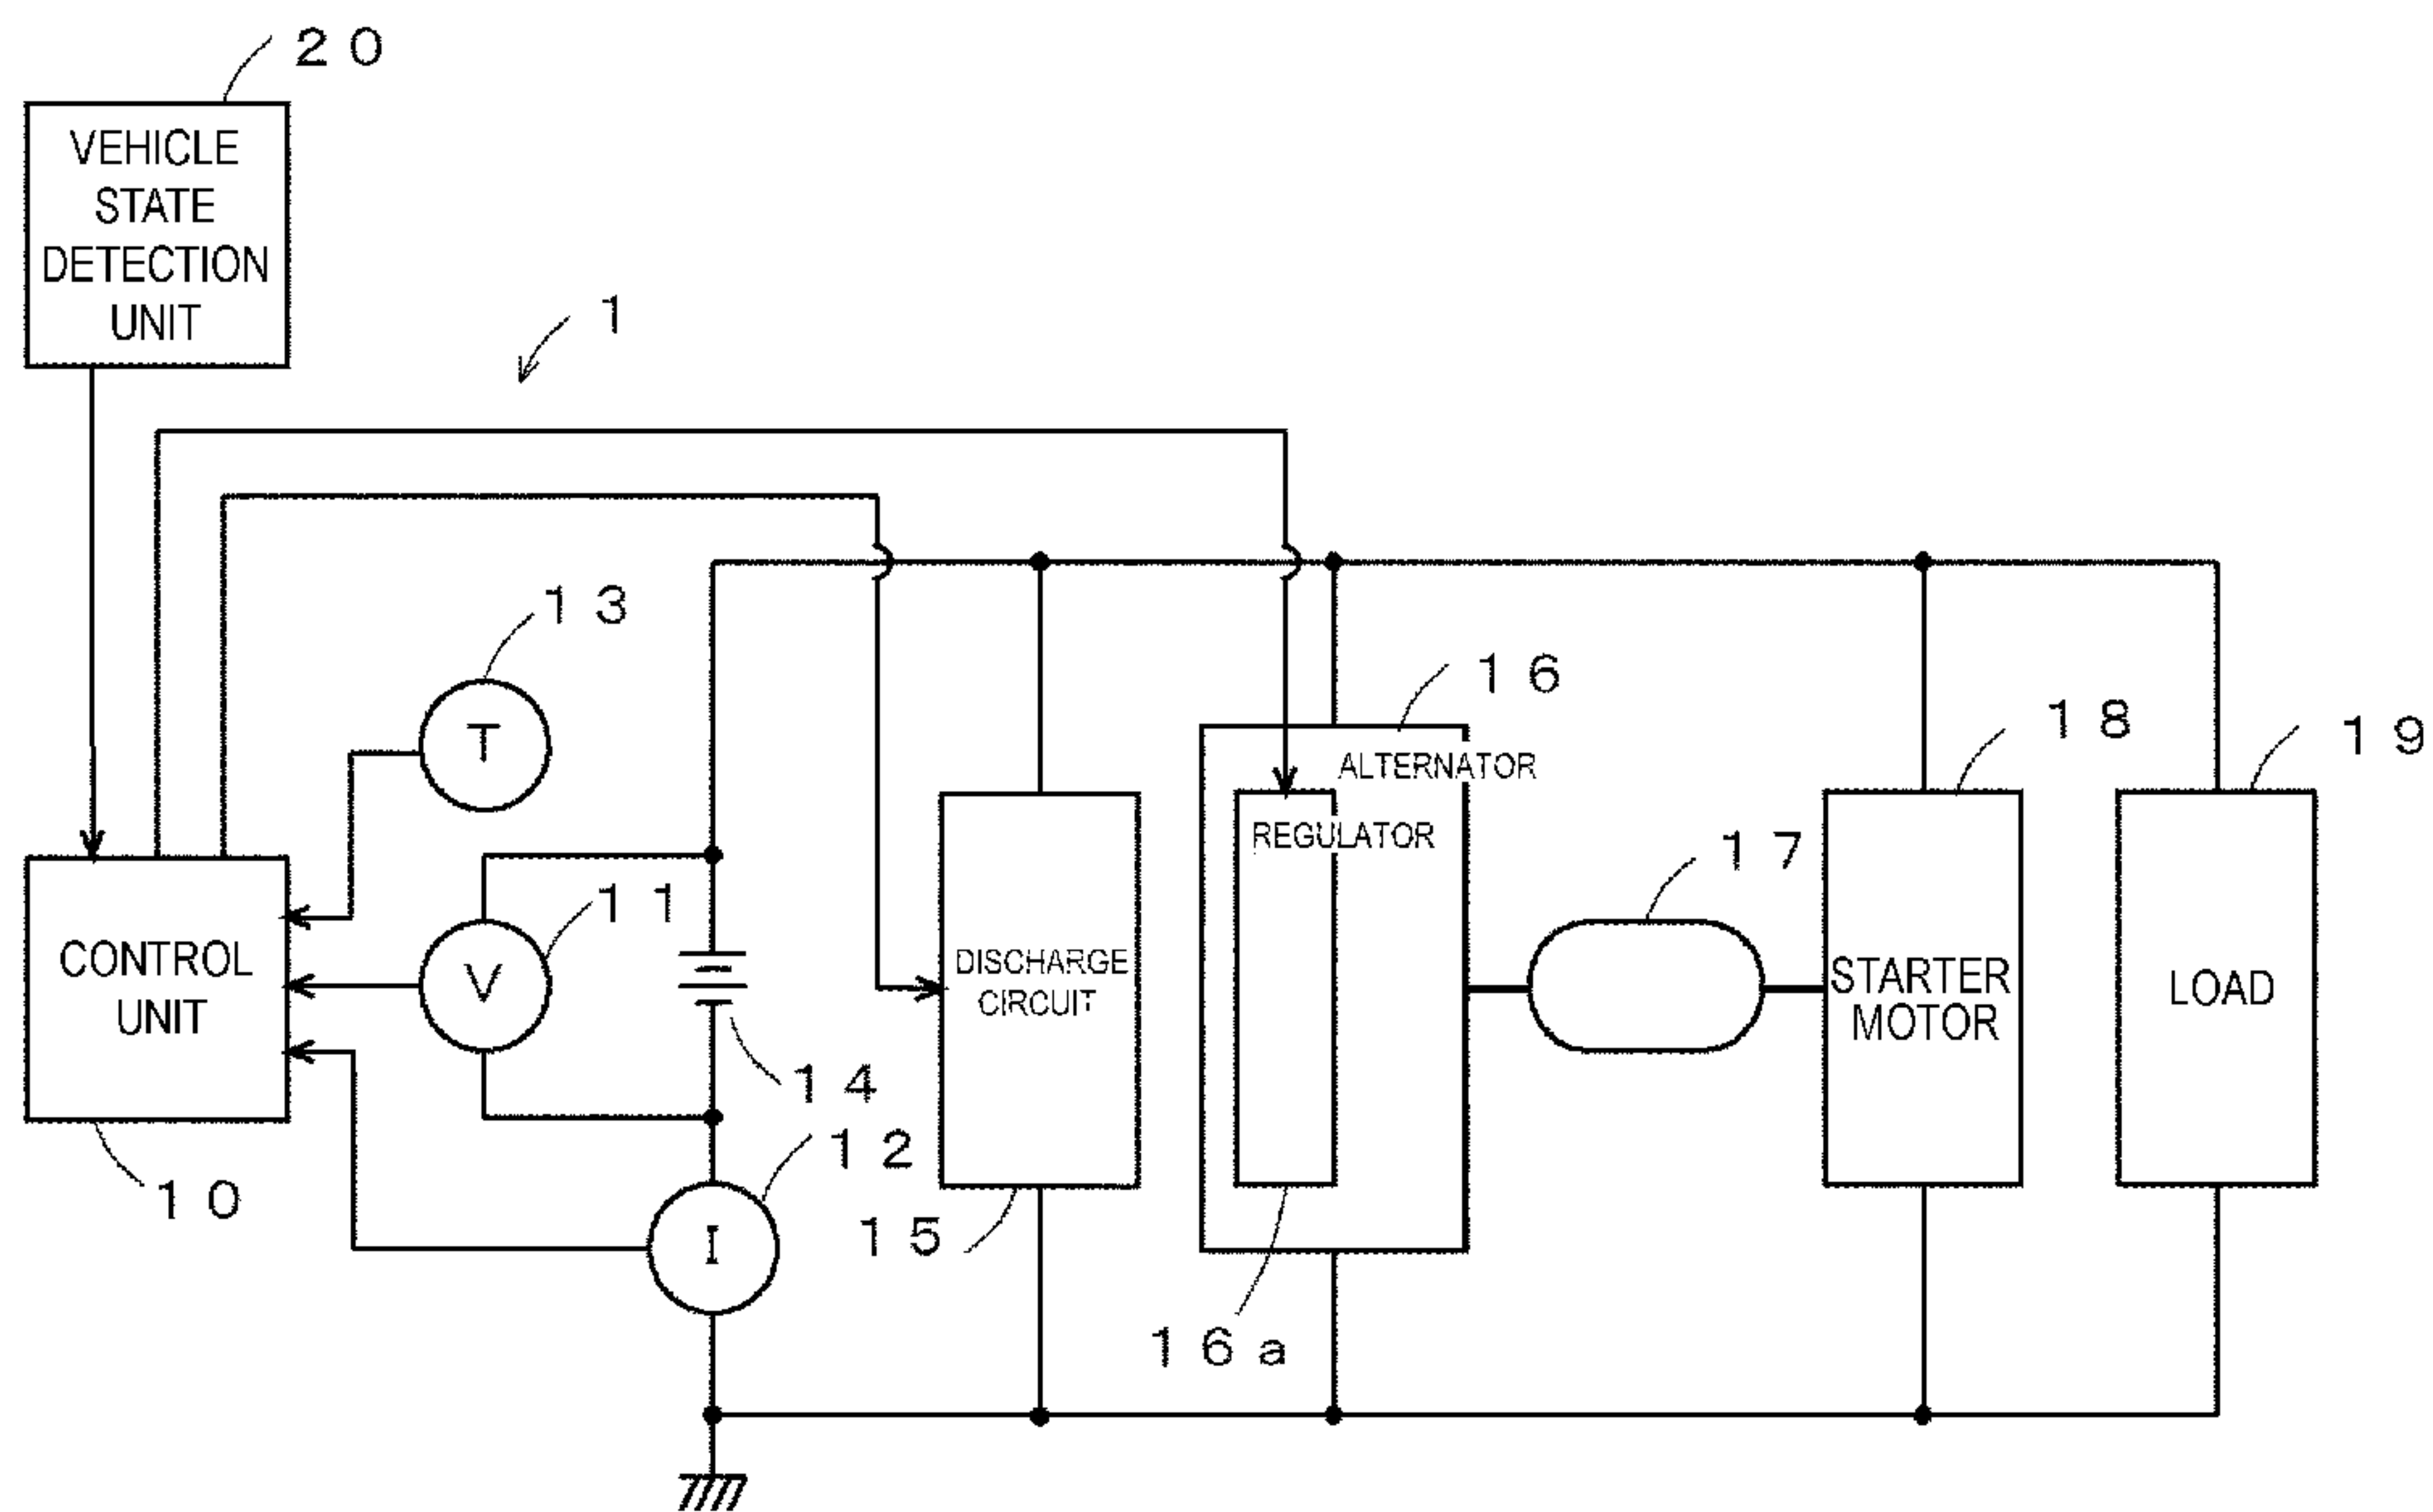 20
VEHICLE
STATE
DETECTION
UNIT
1
13
T
16
ALTERNATOR
18
19
REGULATOR
17
11
V
CONTROL
UNIT
DISCHARGE
CIRCUIT
STARTER
MOTOR
LOAD
14
12
10
15
I
16a